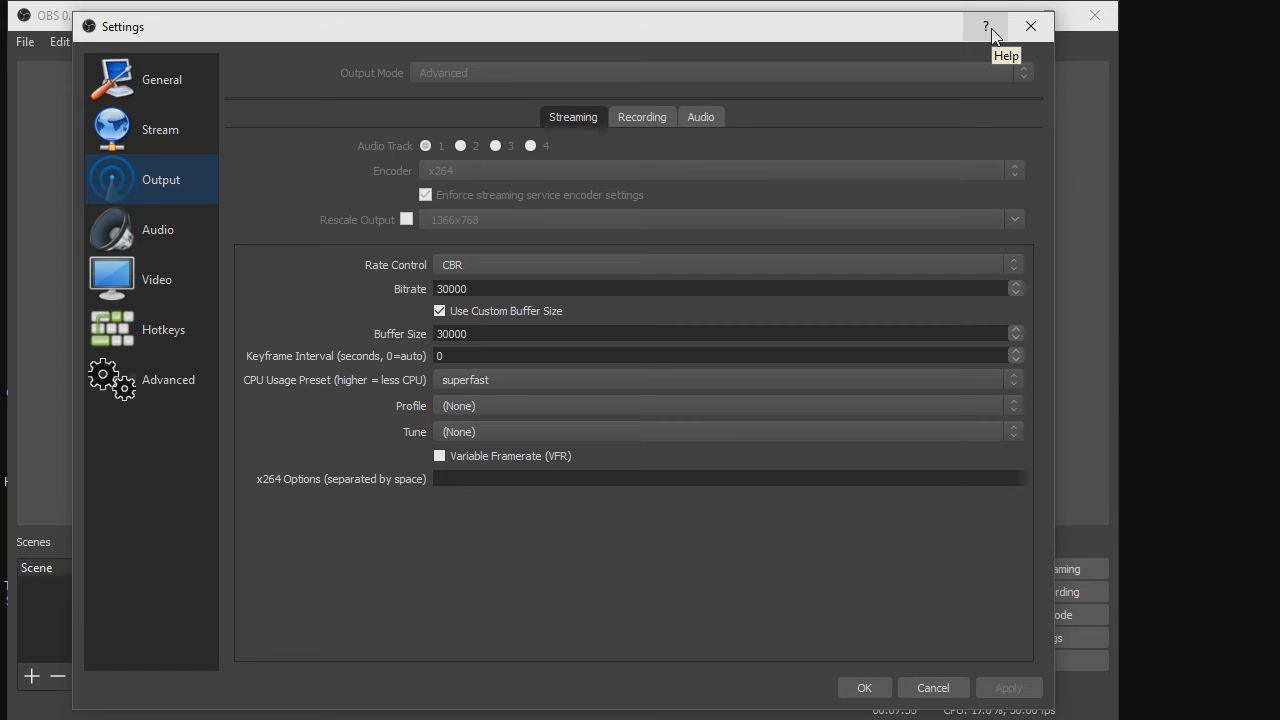 OBS 0.
Settings
?
Help
File Edit
General
Stream
Output
Audio
Video
Hotkeys
Advanced
Output Mode Advanced
Streaming Recording Audio
Audio Track 1 2 3 4
Encoder x264
Enforce streaming service encoder settings
Rescale Output 1366x768
Rate Control CBR
Bitrate 30000
Use Custom Buffer Size
Buffer Size 30000
Keyframe Interval (seconds, 0=auto) 0
CPU Usage Preset (higher = less CPU) superfast
Profile (None)
Tune (None)
Variable Framerate (VFR)
x264 Options (separated by space)
Scenes
Scene
aming
rding
ode
gs
OK Cancel Apply